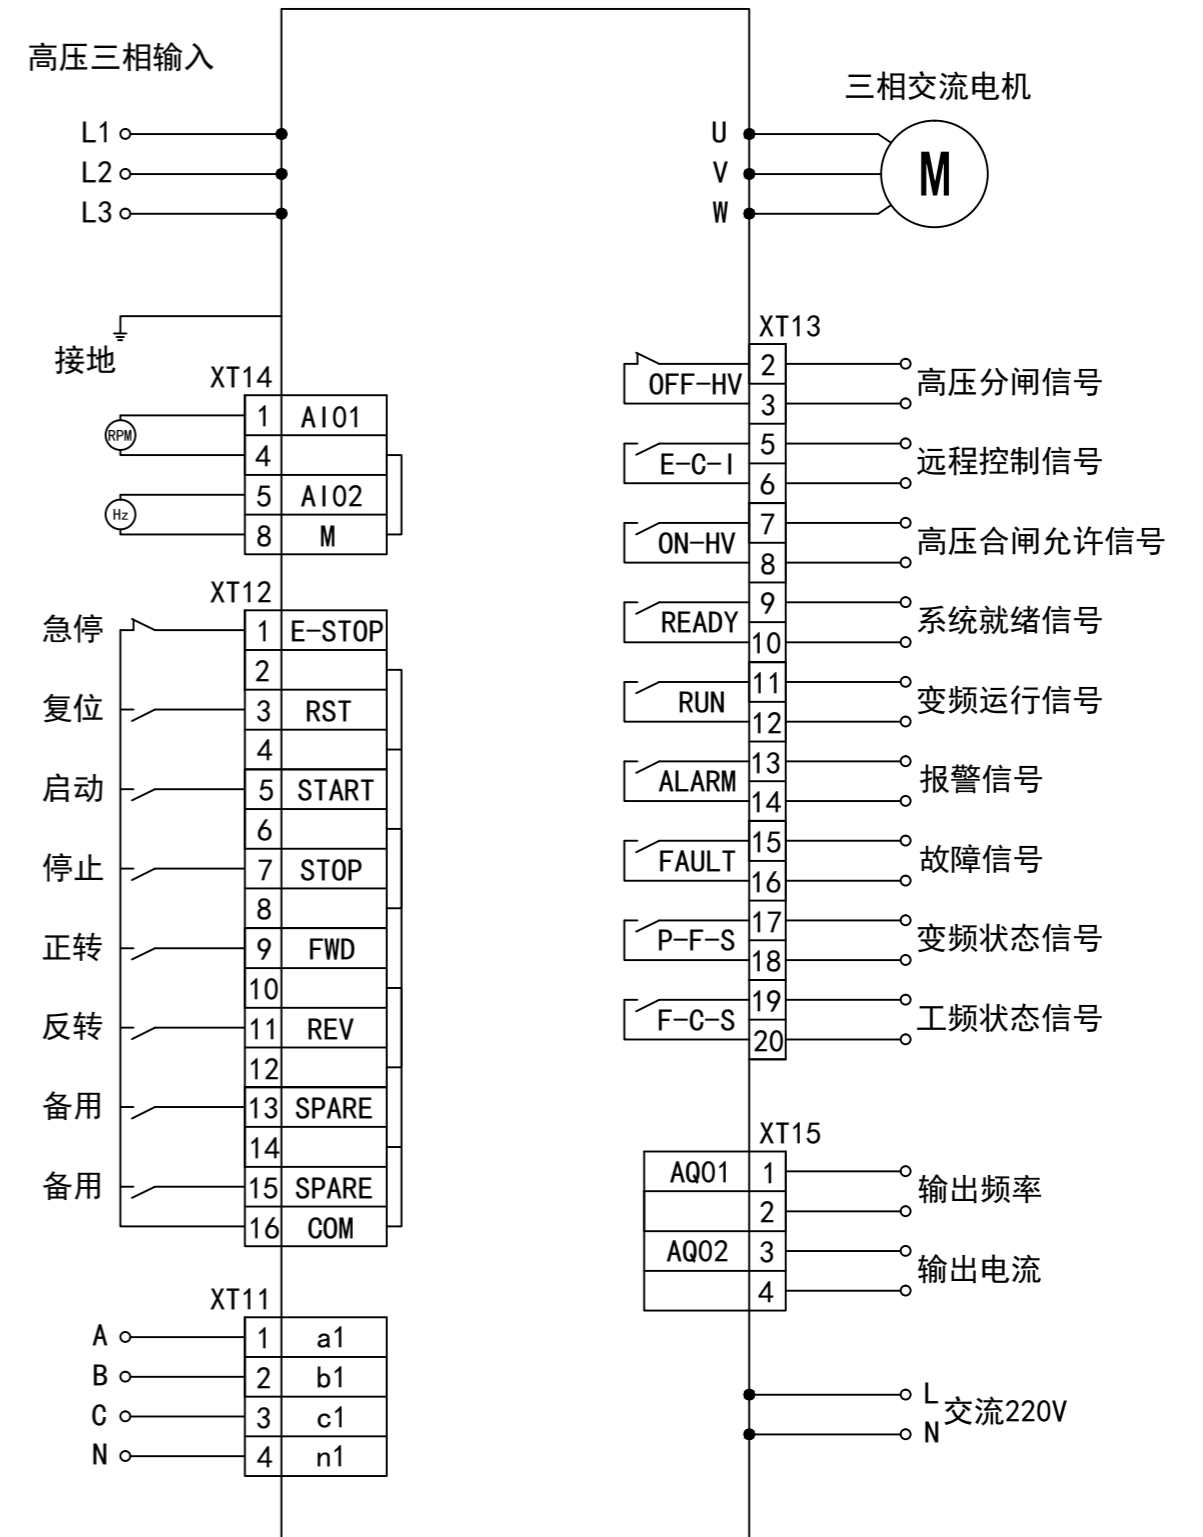 高压三相输入
L1
L2
L3
接地
XT14
1 AI01
RPM
4
5 AI02
Hz
8 M
XT12
急停 1 E-STOP
2
复位 3 RST
4
启动 5 START
6
停止 7 STOP
8
正转 9 FWD
10
反转 11 REV
12
备用 13 SPARE
14
备用 15 SPARE
16 COM
XT11
A 1 a1
B 2 b1
C 3 c1
N 4 n1
三相交流电机
U
V
W
M
XT13
OFF-HV 2 高压分闸信号
3
E-C-I 5 远程控制信号
6
ON-HV 7 高压合闸允许信号
8
READY 9 系统就绪信号
10
RUN 11 变频运行信号
12
ALARM 13 报警信号
14
FAULT 15 故障信号
16
P-F-S 17 变频状态信号
18
F-C-S 19 工频状态信号
20
XT15
AQ01 1 输出频率
2
AQ02 3 输出电流
4
L
交流220V
N